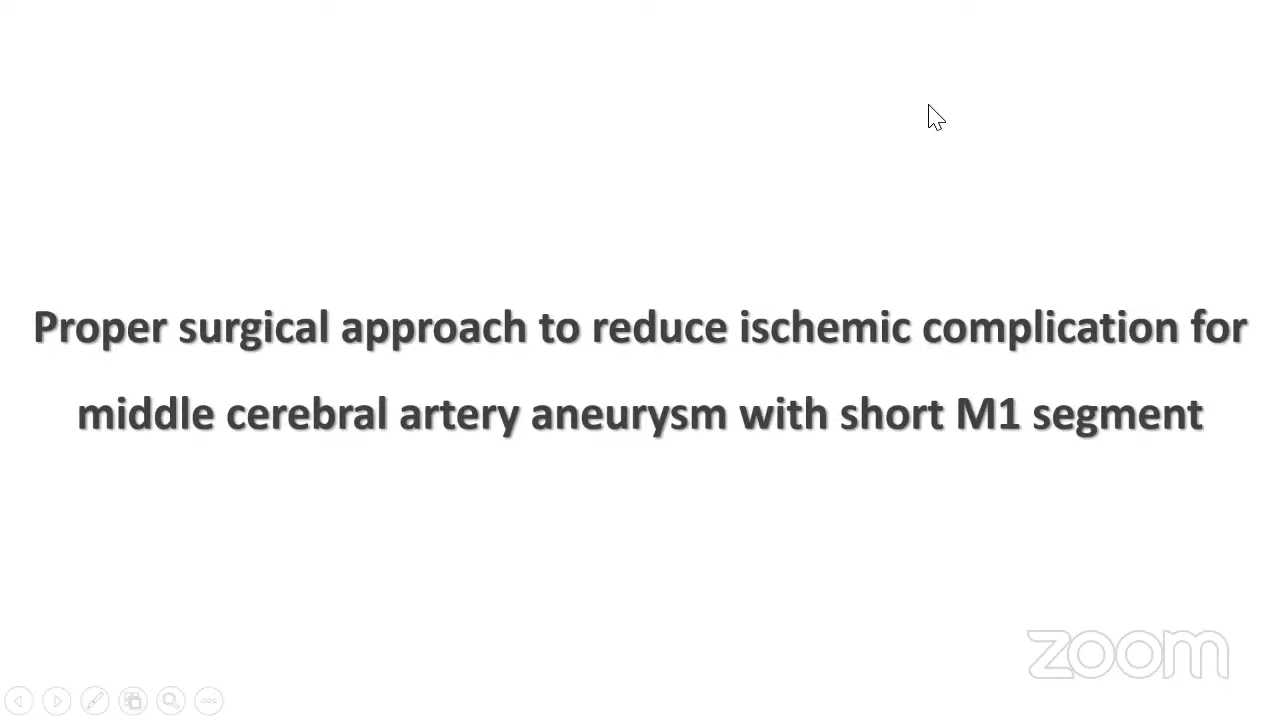 Proper surgical approach to reduce ischemic complication for
middle cerebral artery aneurysm with short M1 segment
zoom